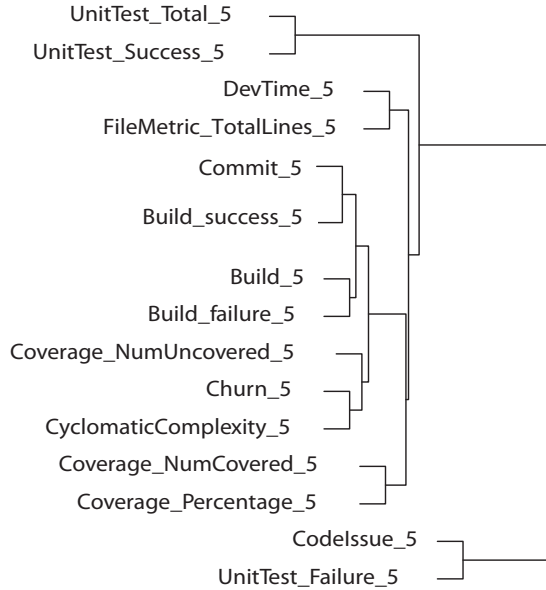 UnitTest_Total_5
UnitTest_Success_5
DevTime_5
FileMetric_TotalLines_5
Commit_5
Build_success_5
Build_5
Build_failure_5
Coverage_NumUncovered_5
Churn_5
CyclomaticComplexity_5
Coverage_NumCovered_5
Coverage_Percentage_5
CodeIssue_5
UnitTest_Failure_5